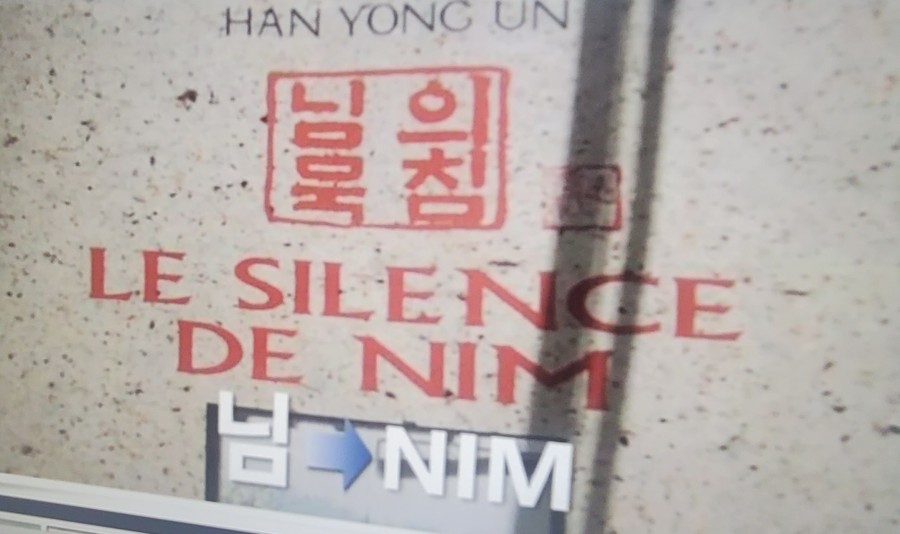 HAN YONG UN
님의
침묵
LE SILENCE
DE NIM
님 NIM